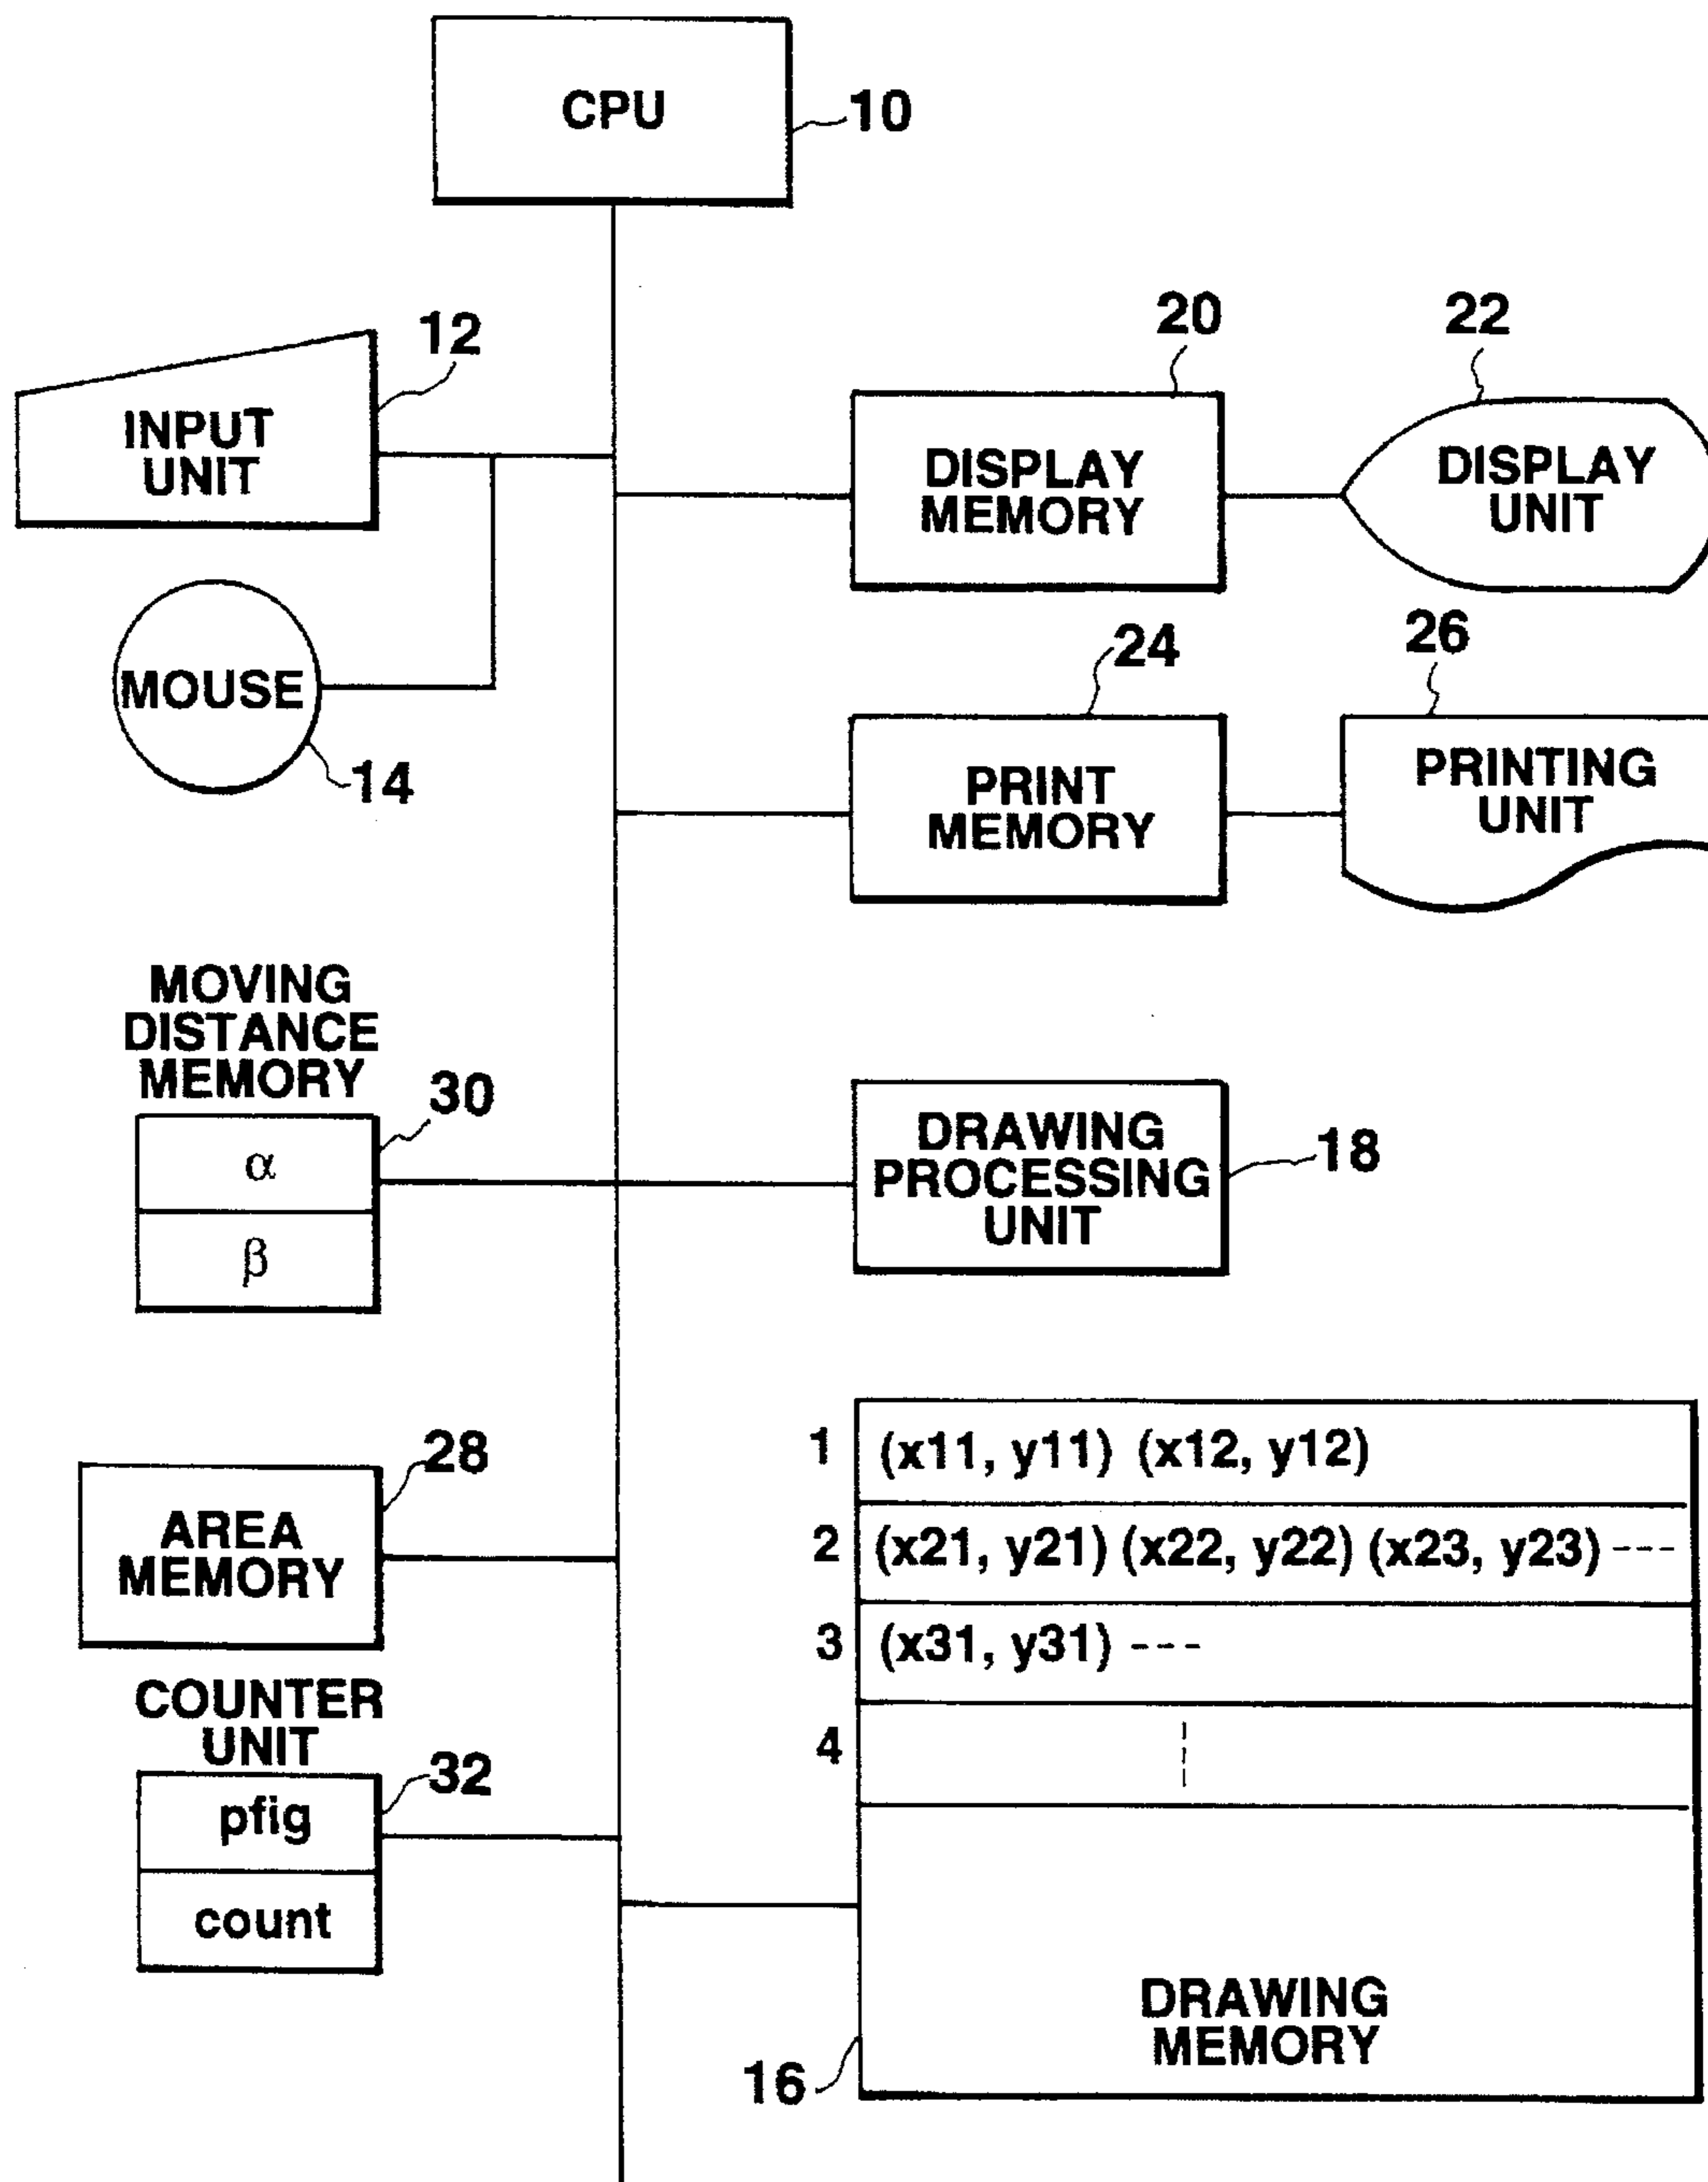 CPU
10
12
INPUT
UNIT
20
22
DISPLAY
MEMORY
DISPLAY
UNIT
MOUSE
14
24
26
PRINT
MEMORY
PRINTING
UNIT
MOVING
DISTANCE
MEMORY
30
α
β
DRAWING
PROCESSING
UNIT
18
28
AREA
MEMORY
1 (x11, y11) (x12, y12)
2 (x21, y21) (x22, y22) (x23, y23) ---
3 (x31, y31) ---
4
COUNTER
UNIT
32
pfig
count
DRAWING
MEMORY
16